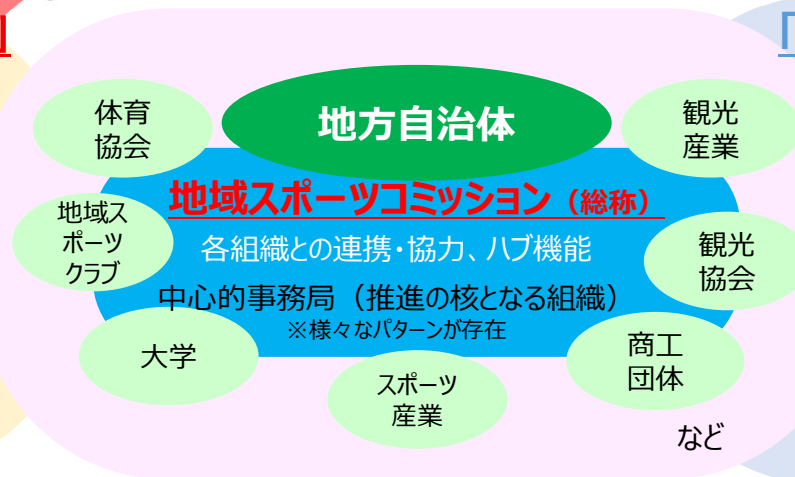 」
「
体育
協会
地方自治体
観光
産業
地域スポーツコミッション（総称）
地域ス
ポーツ
クラブ
各組織との連携・協力、ハブ機能
観光
協会
中心的事務局（推進の核となる組織）
※様々なパターンが存在
大学
商工
団体
スポーツ
産業
など